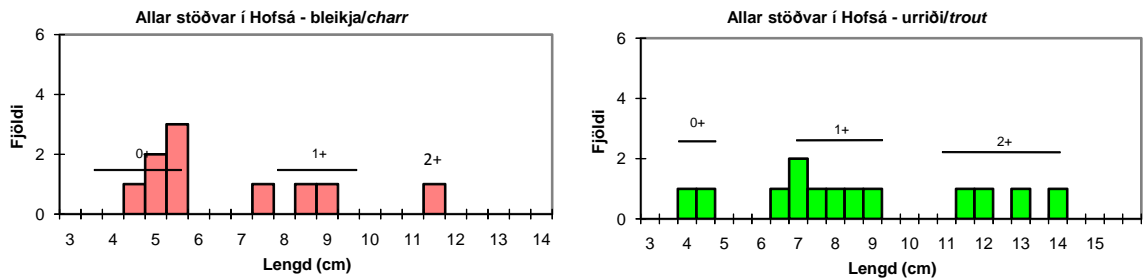 Allar stöðvar í Hofsá - bleikja/charr
6
4
2
0
Fjöldi
0+
1+
2+
3 4 5 6 7 8 9 10 11 12 13 14
Lengd (cm)
Allar stöðvar í Hofsá - urriði/trout
6
4
2
0
Fjöldi
0+
1+
2+
3 4 5 6 7 8 9 10 11 12 13 14 15
Lengd (cm)